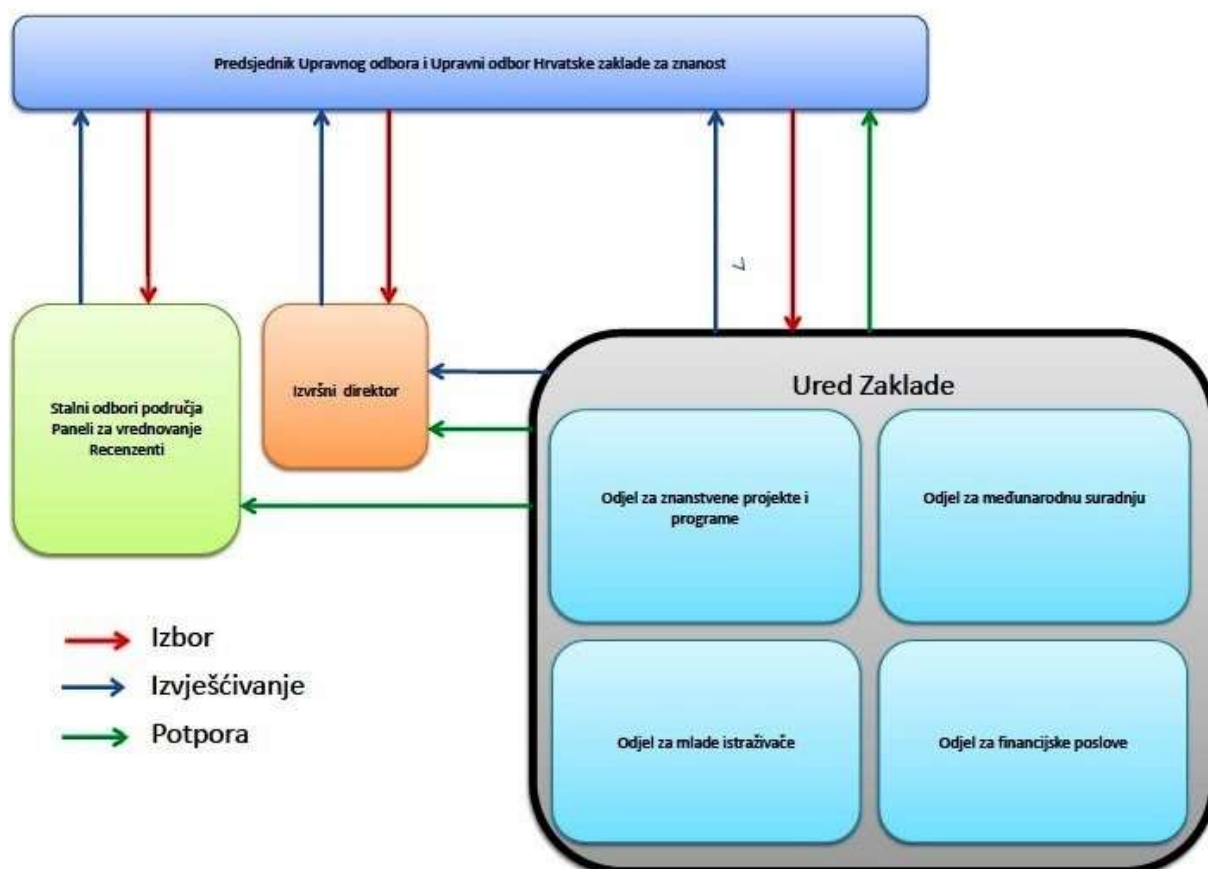 Predsjednik Upravnog odbora i Upravni odbor Hrvatske zaklade za znanost
Stalni odbori područja
Paneli za vrednovanje
Recenzenti
Izvršni direktor
Ured Zaklade
Odjel za znanstvene projekte i
programe
Odjel za međunarodnu suradnju
Odjel za mlade istraživače
Odjel za financijske poslove
Izbor
Izvješćivanje
Potpora